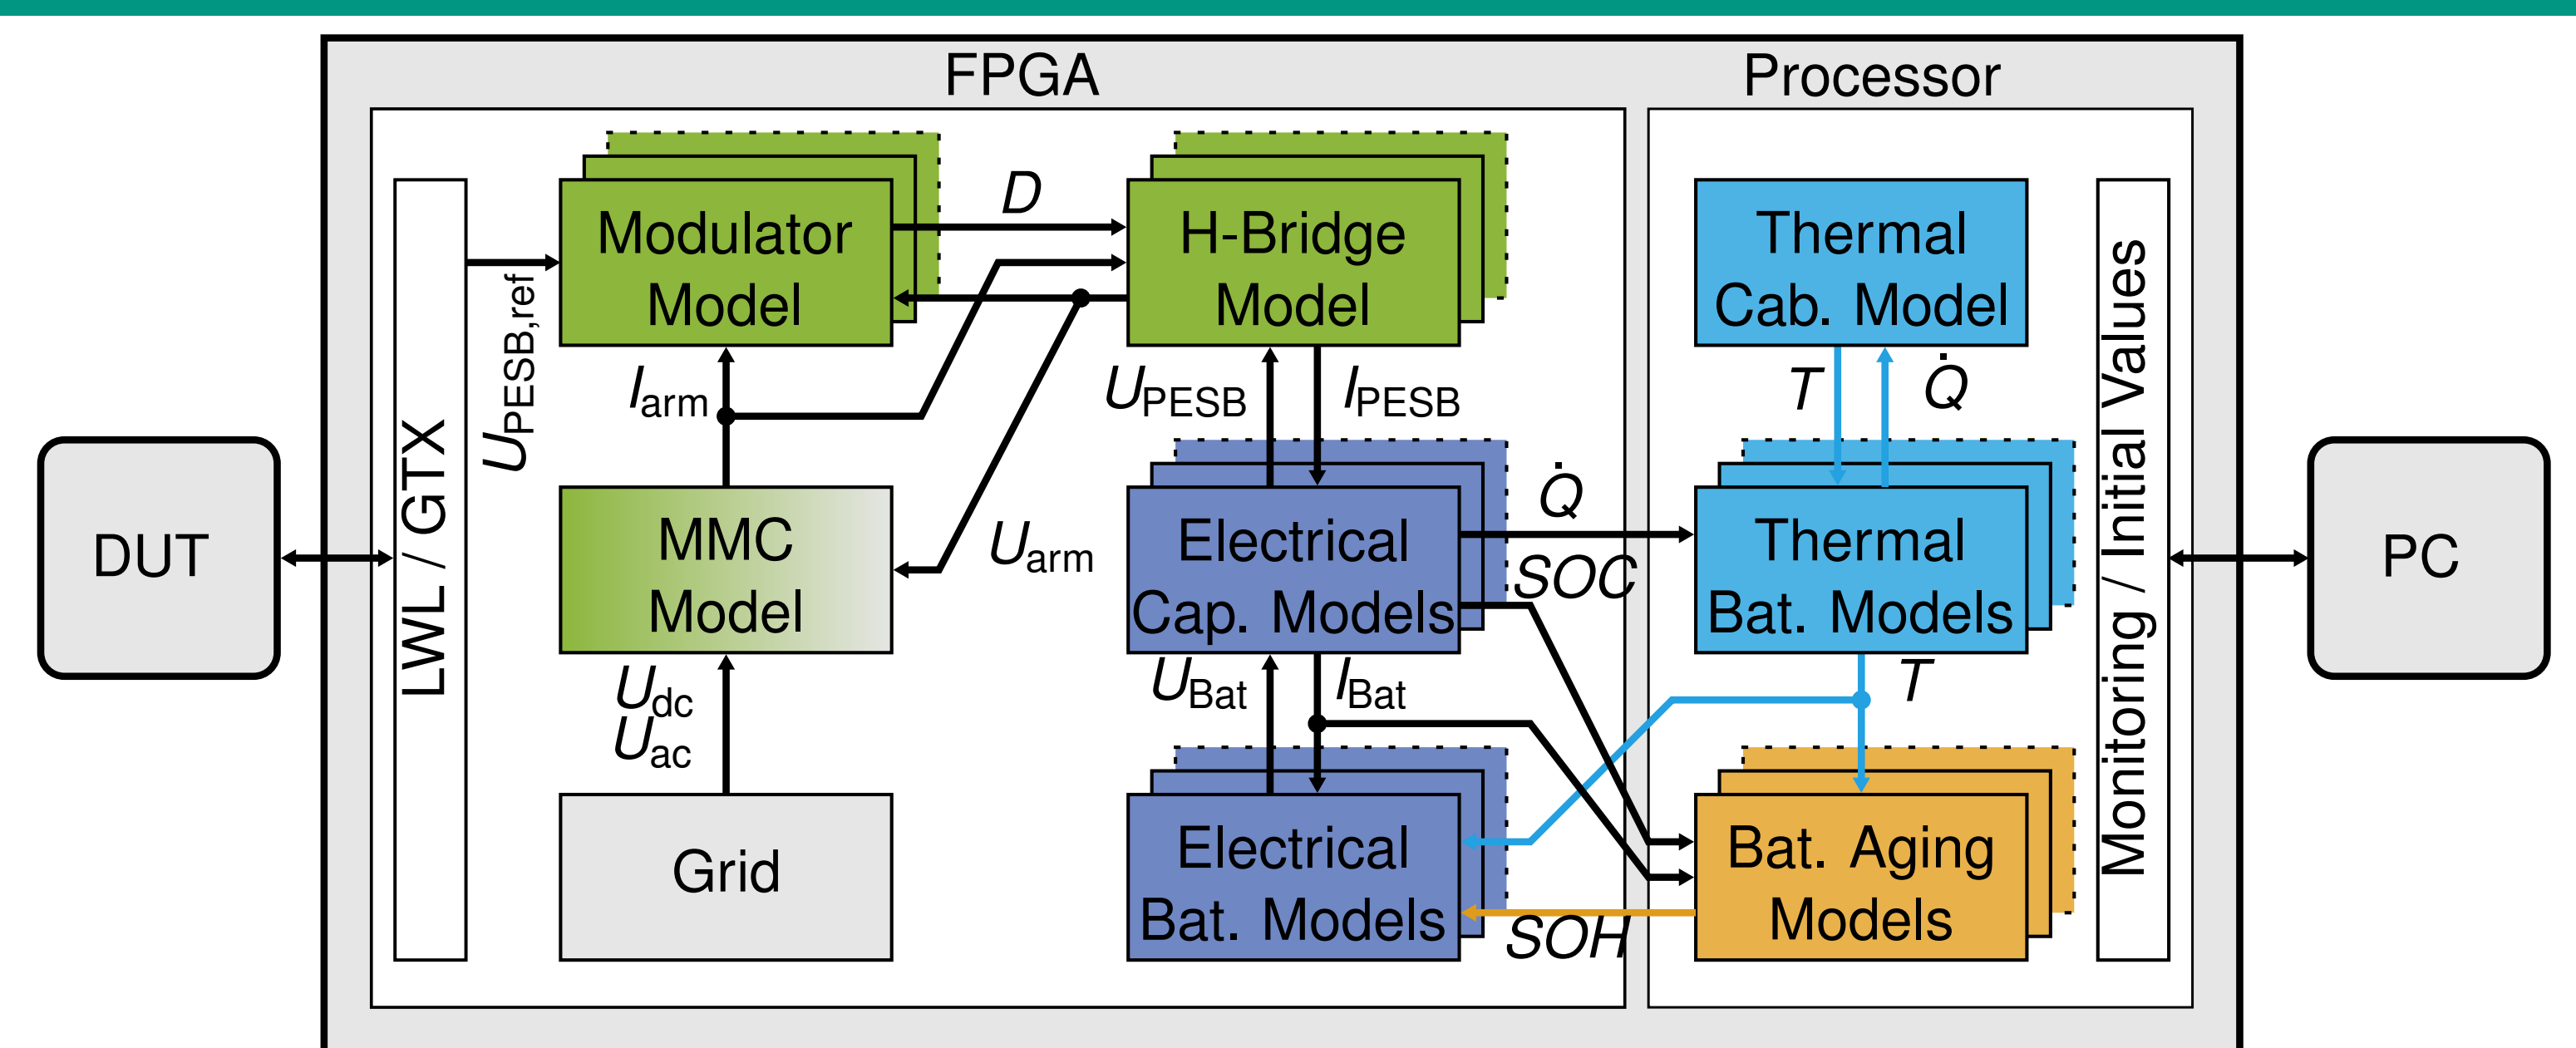 FPGA
Processor
DUT
LWL / GTX
U_PESB,ref
Modulator
Model
D
H-Bridge
Model
I_arm
U_PESB
I_PESB
MMC
Model
U_arm
Electrical
Cap. Models
Q̇
SOC
U_dc
U_ac
U_Bat
I_Bat
Grid
Electrical
Bat. Models
SOH
Thermal
Cab. Model
T
Q̇
Thermal
Bat. Models
T
Bat. Aging
Models
Monitoring / Initial Values
PC